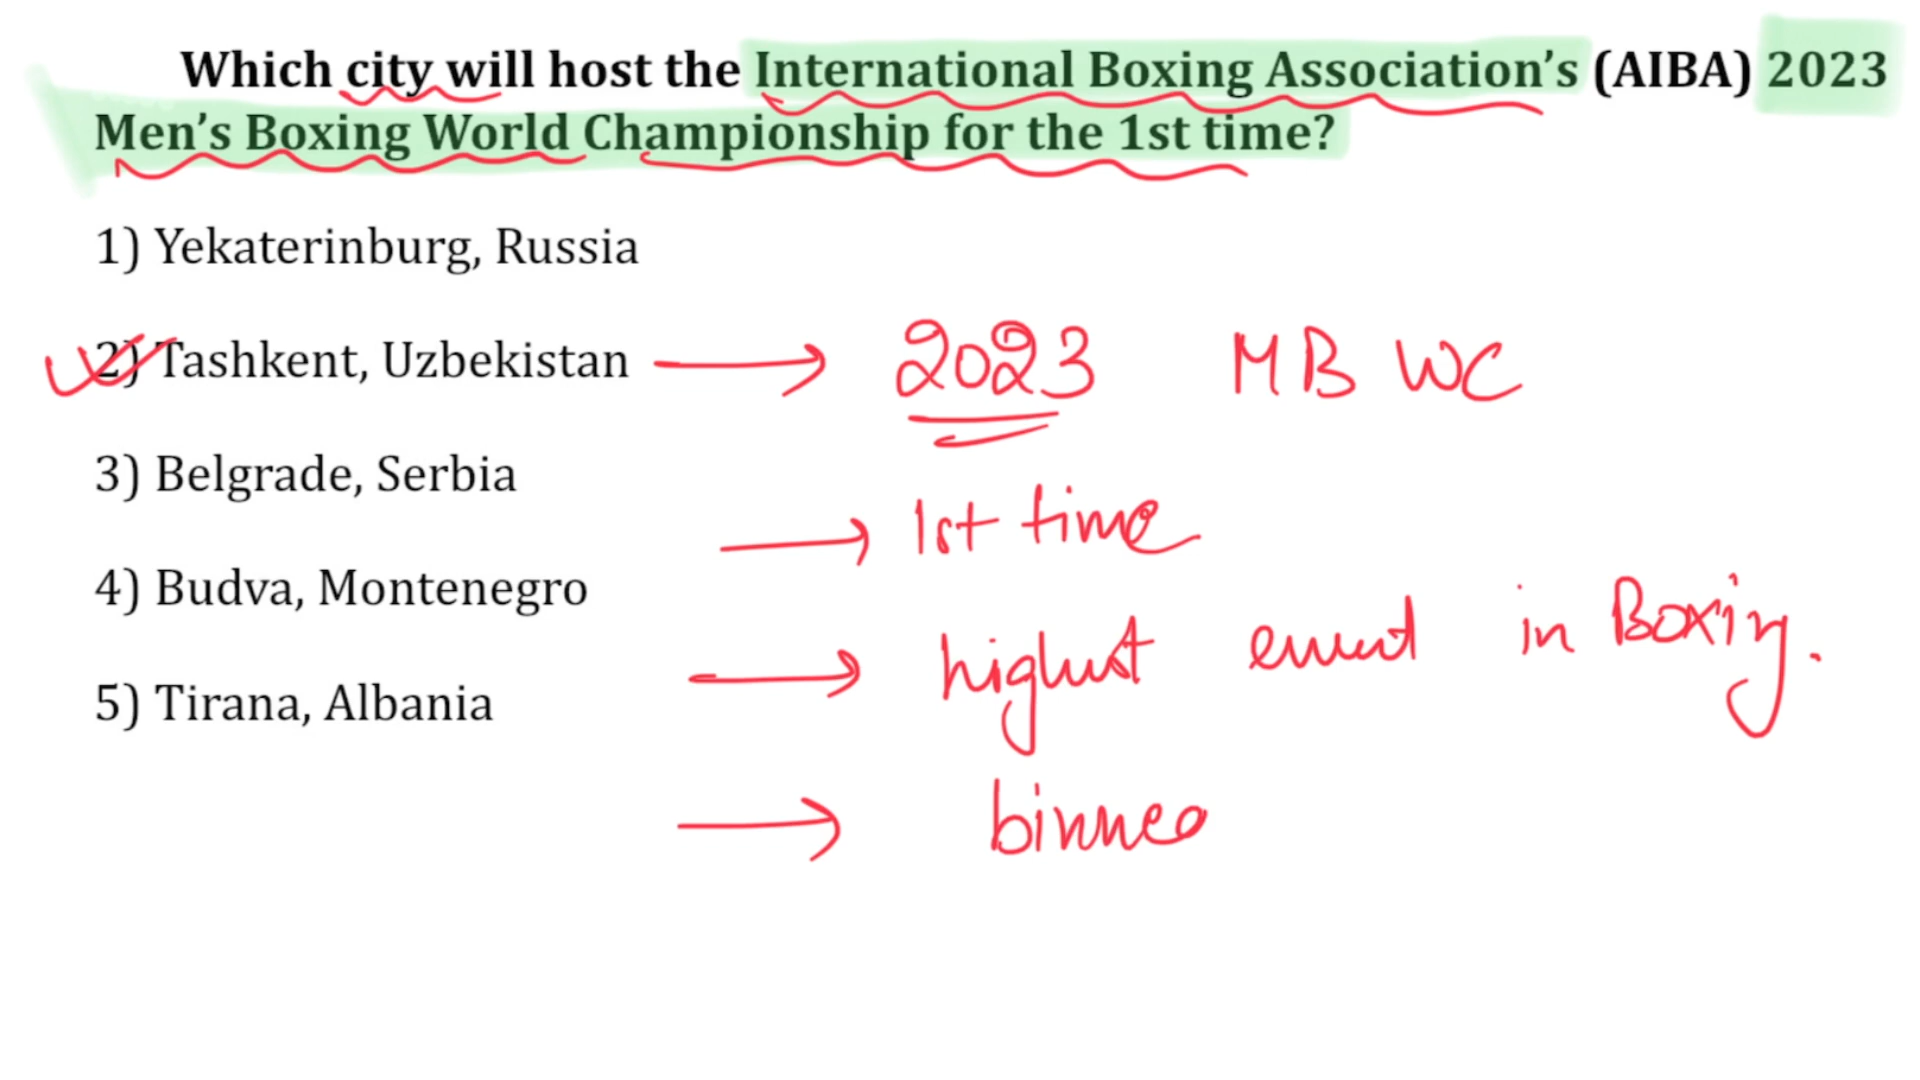 Which city will host the International Boxing Association's (AIBA) 2023
Men's Boxing World Championship for the 1st time?
1) Yekaterinburg, Russia
2) Tashkent, Uzbekistan → 2023 MB WC
3) Belgrade, Serbia
→ 1st time
4) Budva, Montenegro
→ highest event in Boxing.
5) Tirana, Albania
→